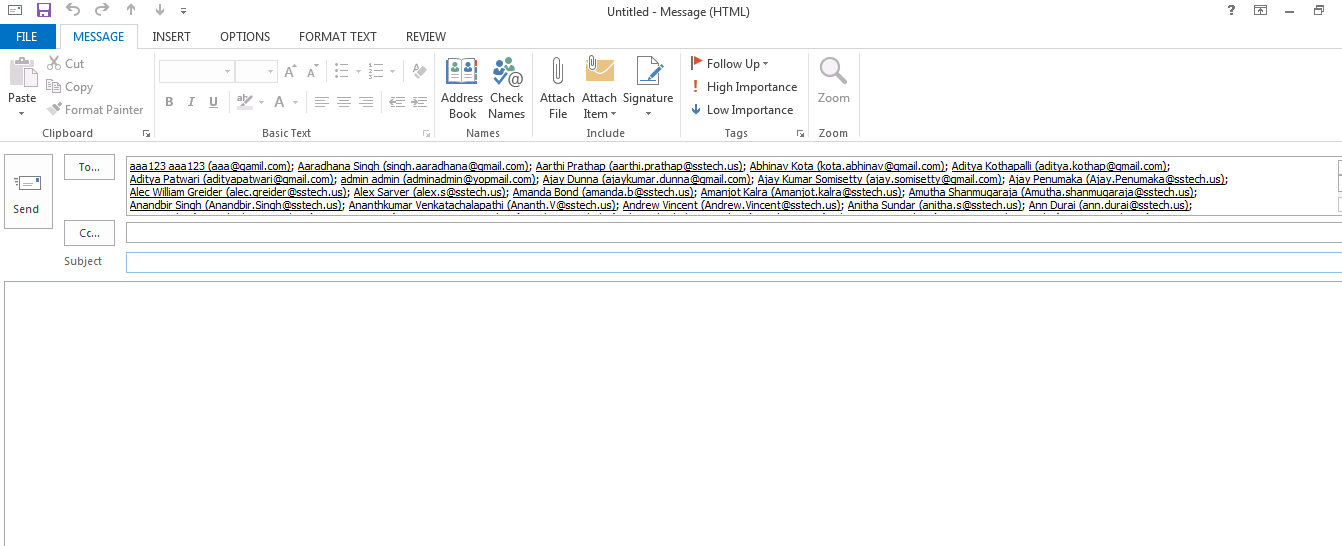 Untitled - Message (HTML)
?
FILE MESSAGE INSERT OPTIONS FORMAT TEXT REVIEW
Paste
Cut
Copy
Format Painter
Clipboard
B I U ab A
A A
Basic Text
Address Book
Check Names
Names
Attach File
Attach Item
Signature
Include
Follow Up
High Importance
Low Importance
Tags
Zoom
Zoom
Send
To...
aaa123 aaa123 (aaa@gamil.com); Aaradhana Singh (singh.aaradhana@gmail.com); Aarthi Prathap (aarthi.prathap@sstech.us); Abhinav Kota (kota.abhinav@gmail.com); Aditya Kothapalli (aditya.kothap@gmail.com);
Aditya Patwari (adityapatwari@gmail.com); admin admin (adminadmin@yopmail.com); Ajay Dunna (ajaykumar.dunna@gmail.com); Ajay Kumar Somisetty (ajay.somisetty@gmail.com); Ajay Penumaka (Ajay.Penumaka@sstech.us);
Alec William Greider (alec.greider@sstech.us); Alex Sarver (alex.s@sstech.us); Amanda Bond (amanda.b@sstech.us); Amanjot Kalra (Amanjot.kalra@sstech.us); Amutha Shanmugaraja (Amutha.shanmugaraja@sstech.us);
Anandbir Singh (Anandbir.Singh@sstech.us); Ananthkumar Venkatachalapathi (Ananth.V@sstech.us); Andrew Vincent (Andrew.Vincent@sstech.us); Anitha Sundar (anitha.s@sstech.us); Ann Durai (ann.durai@sstech.us);
Cc...
Subject